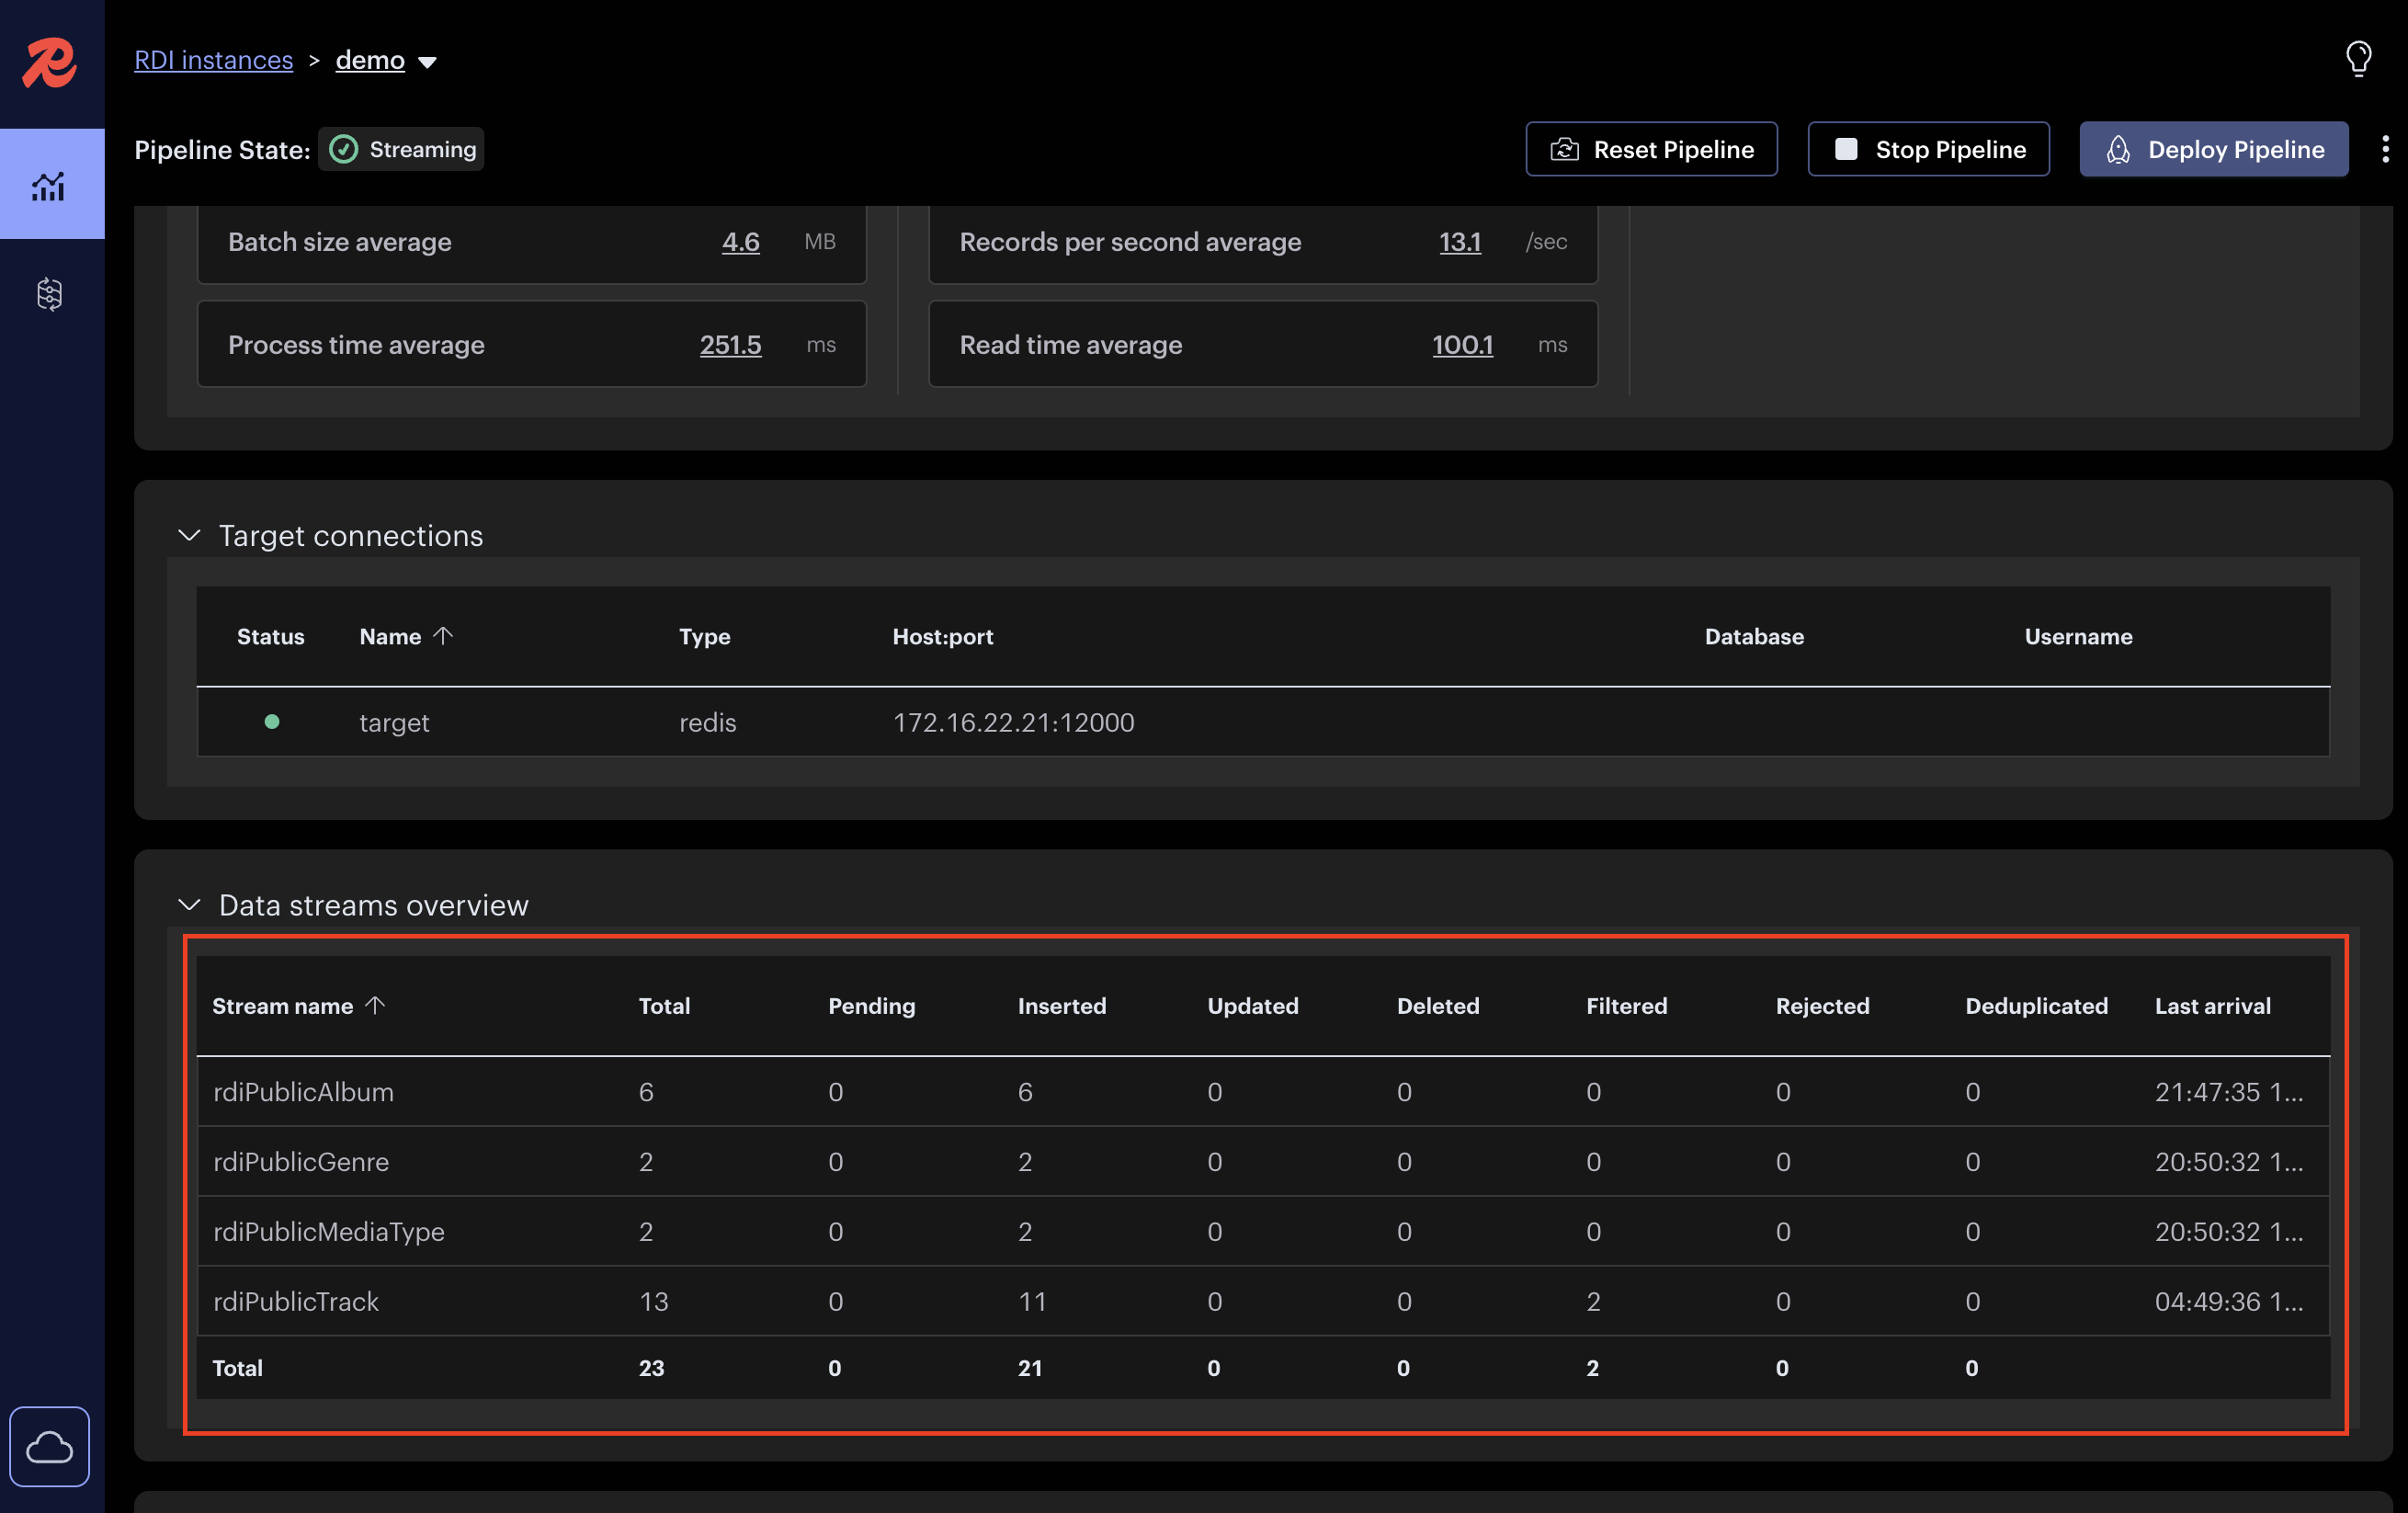 RDI instances > demo
Pipeline State: Streaming Reset Pipeline Stop Pipeline Deploy Pipeline
Batch size average 4.6 MB Records per second average 13.1 /sec
Process time average 251.5 ms Read time average 100.1 ms
Target connections
Status Name Type Host:port Database Username
target redis 172.16.22.21:12000
Data streams overview
Stream name Total Pending Inserted Updated Deleted Filtered Rejected Deduplicated Last arrival
rdiPublicAlbum 6 0 6 0 0 0 0 0 21:47:35 1...
rdiPublicGenre 2 0 2 0 0 0 0 0 20:50:32 1...
rdiPublicMediaType 2 0 2 0 0 0 0 0 20:50:32 1...
rdiPublicTrack 13 0 11 0 0 2 0 0 04:49:36 1...
Total 23 0 21 0 0 2 0 0